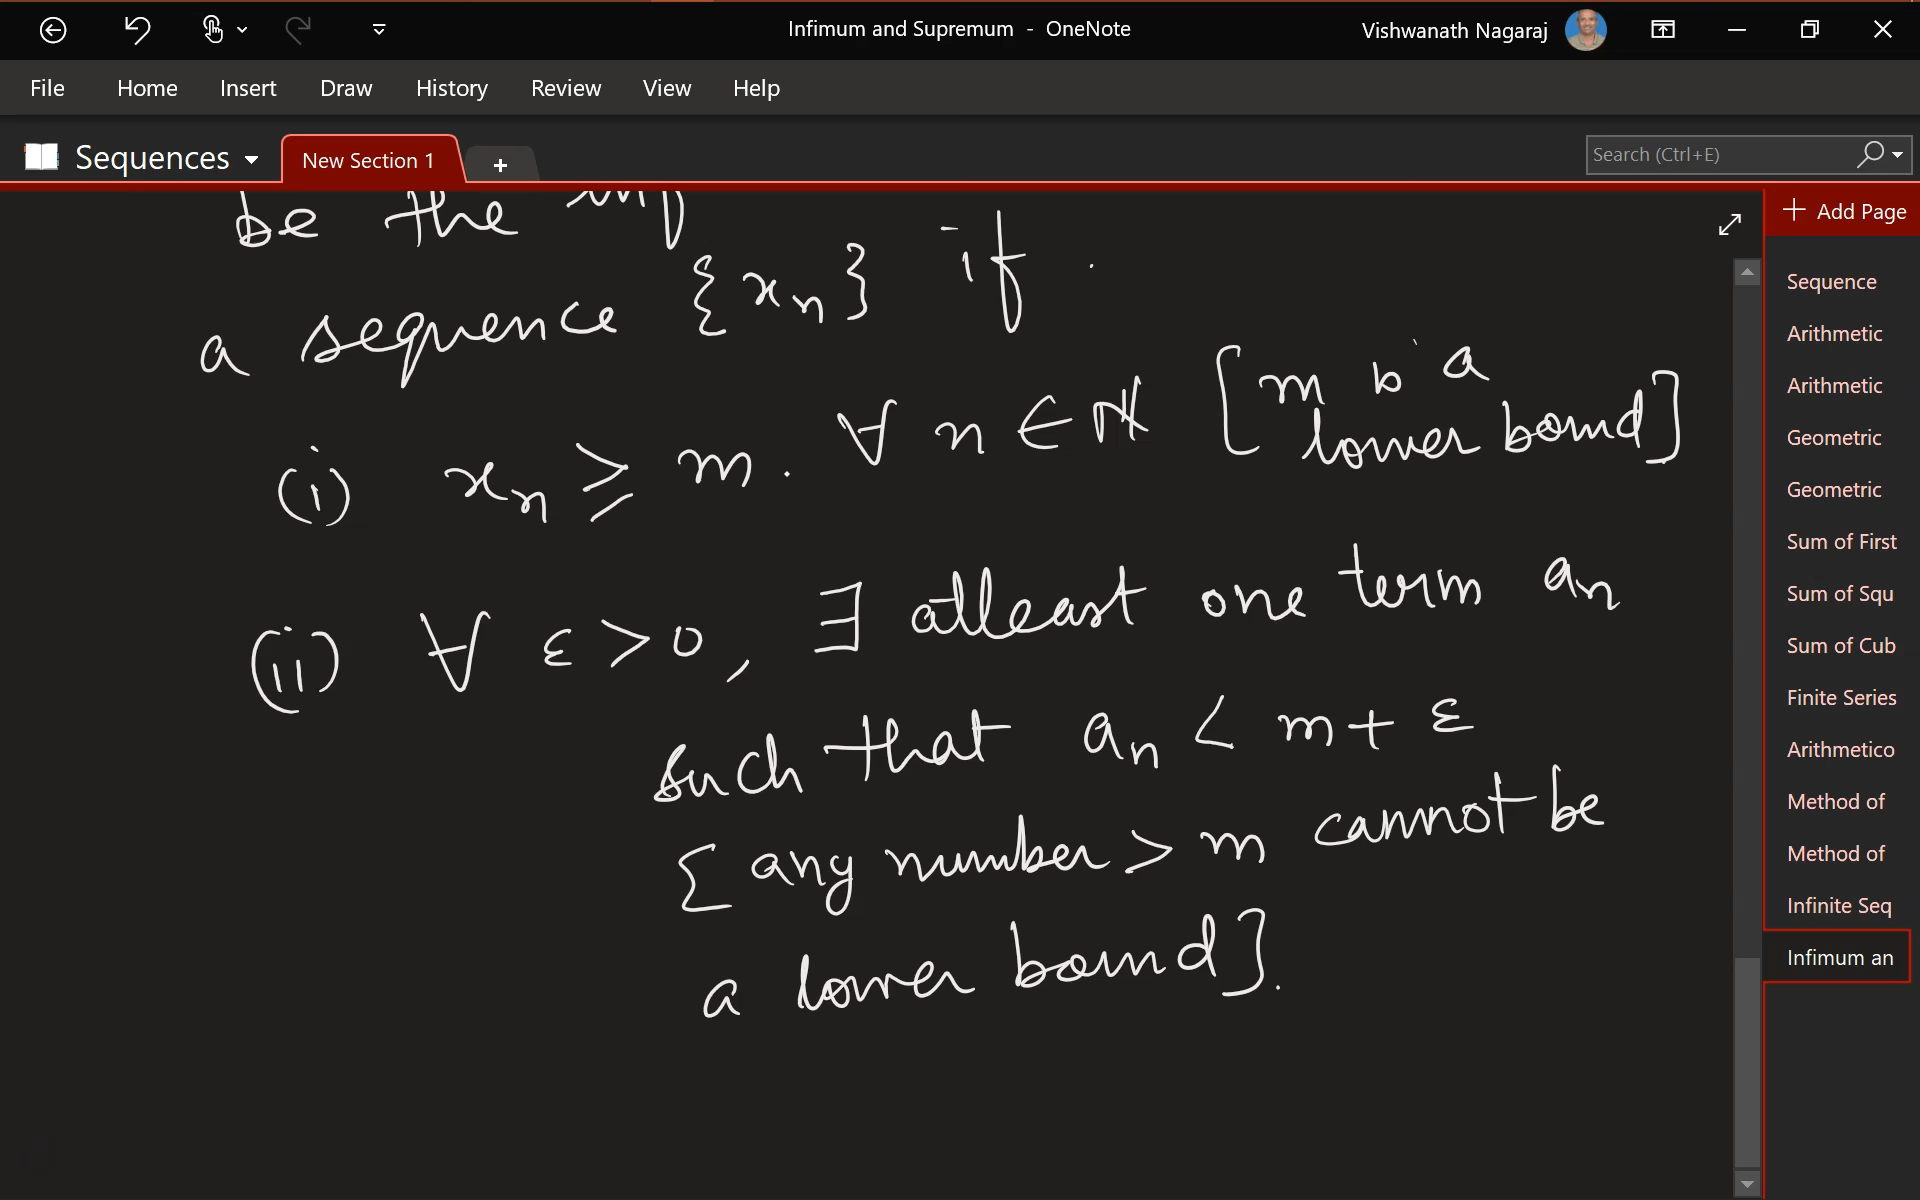 Infimum and Supremum - OneNote
Vishwanath Nagaraj
File Home Insert Draw History Review View Help
Sequences
New Section 1
+
Search (Ctrl+E)
Add Page
be the inf
a sequence {xn} if
(i) xn ≥ m. ∀ n ∈ N [m is a
lower bound]
(ii) ∀ ε > 0, ∃ atleast one term an
such that an < m + ε
[any number > m cannot be
a lower bound].
Sequence
Arithmetic
Arithmetic
Geometric
Geometric
Sum of First
Sum of Squ
Sum of Cub
Finite Series
Arithmetico
Method of
Method of
Infinite Seq
Infimum an